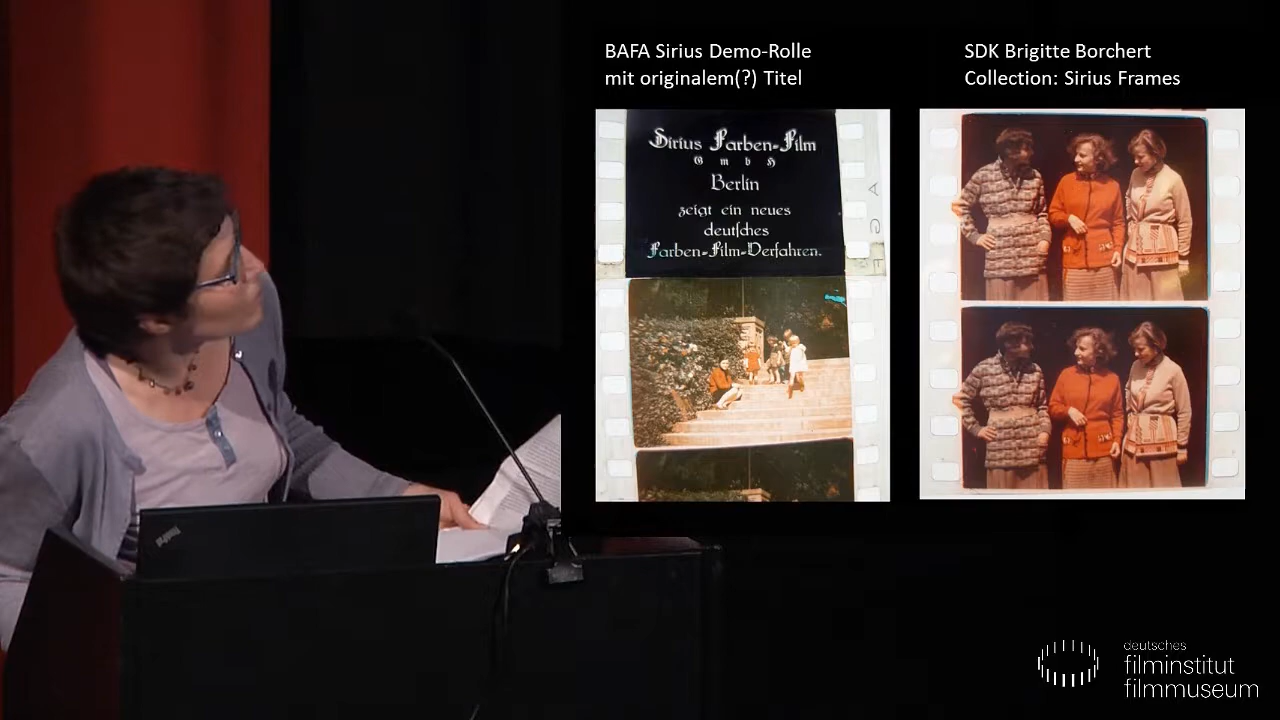 BAFA Sirius Demo-Rolle
mit originalem(?) Titel
SDK Brigitte Borchert
Collection: Sirius Frames
Sirius Farben-Film
G m b H
Berlin
zeigt ein neues
deutsches
Farben-Film-Verfahren.
ThinkPad
deutsches
filminstitut
filmmuseum